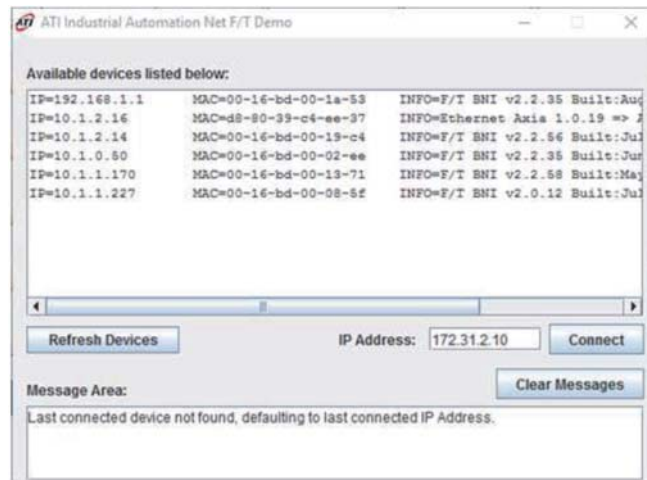 ATI ATI Industrial Automation Net F/T Demo
Available devices listed below:
IP=192.168.1.1 MAC=00-16-bd-00-1a-53 INFO=F/T BNI v2.2.35 Built:Aug
IP=10.1.2.16 MAC=d8-80-39-c4-ee-37 INFO=Ethernet Axia 1.0.19 => A
IP=10.1.2.14 MAC=00-16-bd-00-19-c4 INFO=F/T BNI v2.2.56 Built:Jul
IP=10.1.0.50 MAC=00-16-bd-00-02-ee INFO=F/T BNI v2.2.35 Built:Jun
IP=10.1.1.170 MAC=00-16-bd-00-13-71 INFO=F/T BNI v2.2.58 Built:May
IP=10.1.1.227 MAC=00-16-bd-00-08-5f INFO=F/T BNI v2.0.12 Built:Jul
Refresh Devices IP Address: 172.31.2.10 Connect
Clear Messages
Message Area:
Last connected device not found, defaulting to last connected IP Address.